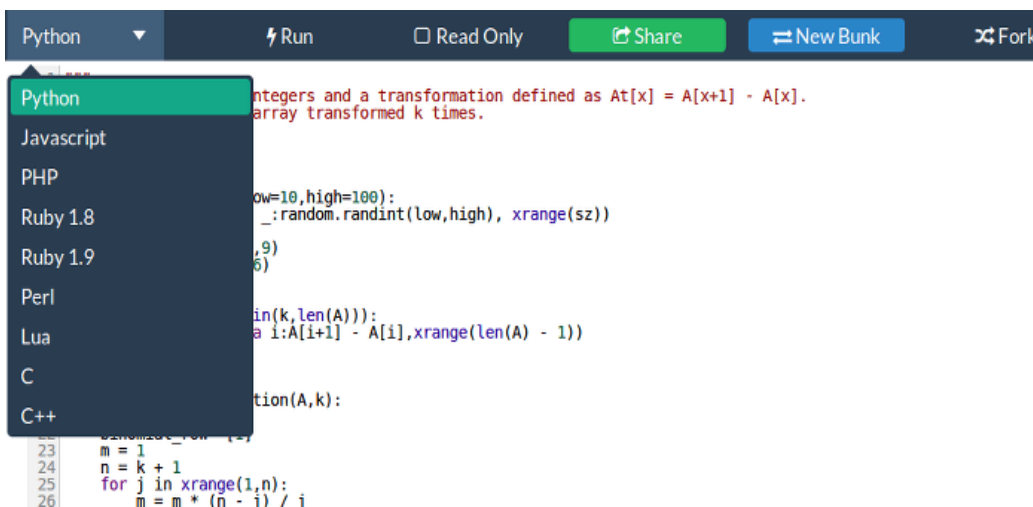 Python ▼ Run Read Only Share New Bunk Fork
"""
Python
ntegers and a transformation defined as At[x] = A[x+1] - A[x].
array transformed k times.
Javascript
PHP
ow=10,high=100):
Ruby 1.8
_:random.randint(low,high), xrange(sz))
,9)
Ruby 1.9
6)
Perl
in(k,len(A))):
Lua
a i:A[i+1] - A[i],xrange(len(A) - 1))
C
tion(A,k):
C++
23 m = 1
24 n = k + 1
25 for j in xrange(1,n):
26 m = m * (n - j) / j